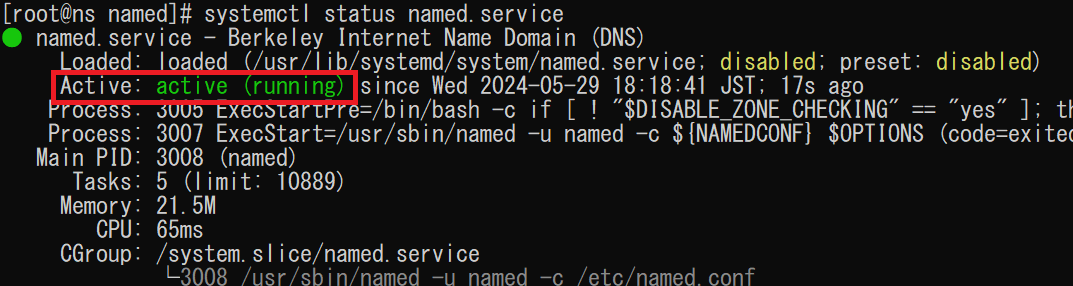 [root@ns named]# systemctl status named.service
● named.service - Berkeley Internet Name Domain (DNS)
Loaded: loaded (/usr/lib/systemd/system/named.service; disabled; preset: disabled)
Active: active (running) since Wed 2024-05-29 18:18:41 JST; 17s ago
Process: 3005 ExecStartPre=/bin/bash -c if [ ! "$DISABLE_ZONE_CHECKING" == "yes" ]; th
Process: 3007 ExecStart=/usr/sbin/named -u named -c ${NAMEDCONF} $OPTIONS (code=exited
Main PID: 3008 (named)
Tasks: 5 (limit: 10889)
Memory: 21.5M
CPU: 65ms
CGroup: /system.slice/named.service
└─3008 /usr/sbin/named -u named -c /etc/named.conf